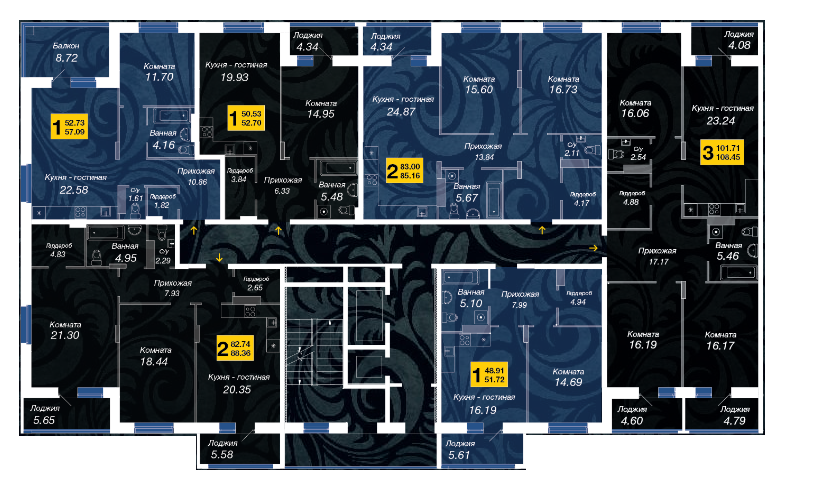 Балкон
8.72
Комната
11.70
1 52.73
57.09
Ванная
4.16
Кухня - гостиная
22.58
С/у
1.61
Гардероб
1.82
Прихожая
10.86
Кухня - гостиная
19.93
Лоджия
4.34
Комната
14.95
1 50.53
52.70
Гардероб
3.84
Прихожая
6.33
Ванная
5.48
Лоджия
4.34
Кухня - гостиная
24.87
Комната
15.60
Комната
16.73
2 83.00
85.16
Прихожая
13.84
Ванная
5.67
С/у
2.11
Гардероб
4.17
Лоджия
4.08
Комната
16.06
Кухня - гостиная
23.24
3 101.71
108.45
С/у
2.54
Гардероб
4.88
Прихожая
17.17
Ванная
5.46
Комната
16.19
Комната
16.17
Лоджия
4.60
Лоджия
4.79
Гардероб
4.83
Ванная
4.95
С/у
2.29
Прихожая
7.93
Гардероб
2.65
Комната
21.30
Комната
18.44
2 82.74
88.36
Кухня - гостиная
20.35
Лоджия
5.65
Лоджия
5.58
Ванная
5.10
Прихожая
7.99
Гардероб
4.94
1 48.91
51.72
Комната
14.69
Кухня - гостиная
16.19
Лоджия
5.61